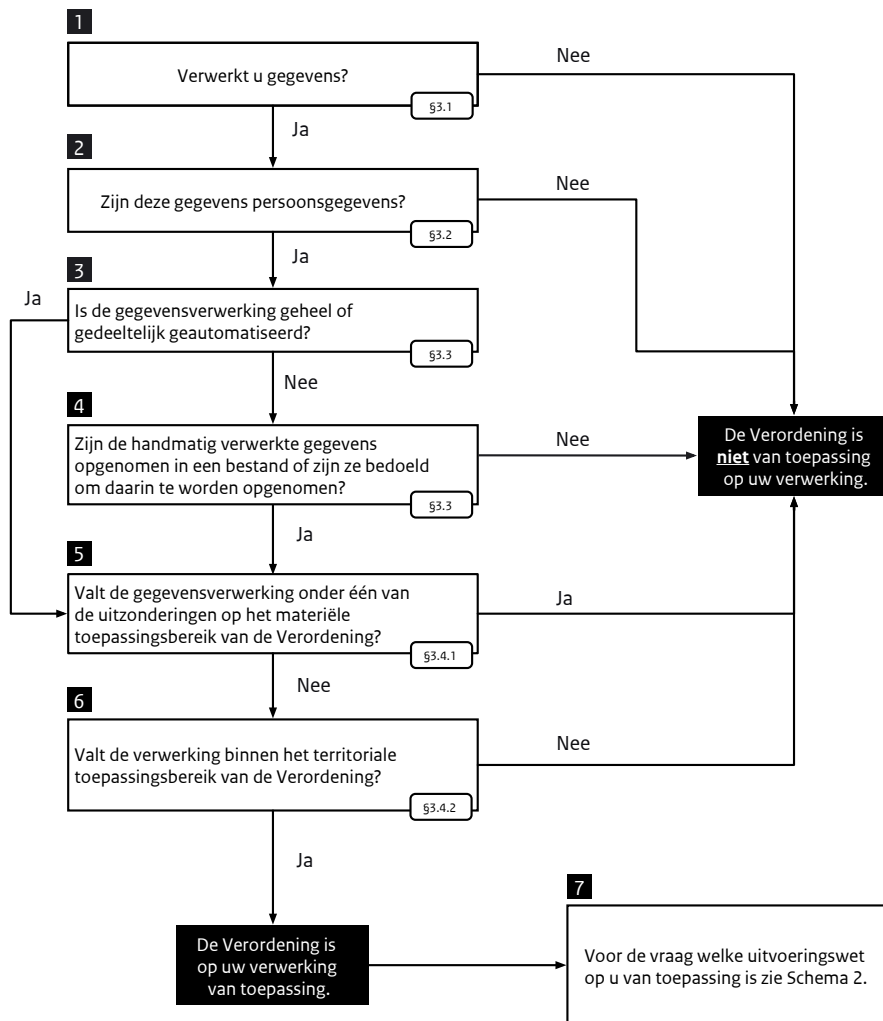 1
Verwerkt u gegevens?
§3.1
Nee
Ja
2
Zijn deze gegevens persoonsgegevens?
§3.2
Nee
Ja
3
Ja
Is de gegevensverwerking geheel of
gedeeltelijk geautomatiseerd?
§3.3
Nee
4
Zijn de handmatig verwerkte gegevens
opgenomen in een bestand of zijn ze bedoeld
om daarin te worden opgenomen?
§3.3
Nee
De Verordening is
niet van toepassing
op uw verwerking.
Ja
5
Valt de gegevensverwerking onder één van
de uitzonderingen op het materiële
toepassingsbereik van de Verordening?
§3.4.1
Ja
Nee
6
Valt de verwerking binnen het territoriale
toepassingsbereik van de Verordening?
§3.4.2
Nee
Ja
De Verordening is
op uw verwerking
van toepassing.
7
Voor de vraag welke uitvoeringswet
op u van toepassing is zie Schema 2.